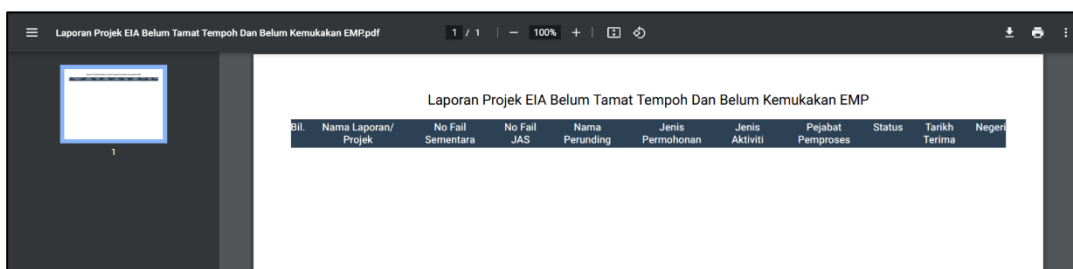 Laporan Projek EIA Belum Tamat Tempoh Dan Belum Kemukakan EMP.pdf
1 / 1
100%
1
Laporan Projek EIA Belum Tamat Tempoh Dan Belum Kemukakan EMP
Bil. Nama Laporan/ No Fail No Fail Nama Jenis Jenis Pejabat Status Tarikh Negeri
Projek Sementara JAS Perunding Permohonan Aktiviti Pemproses Terima